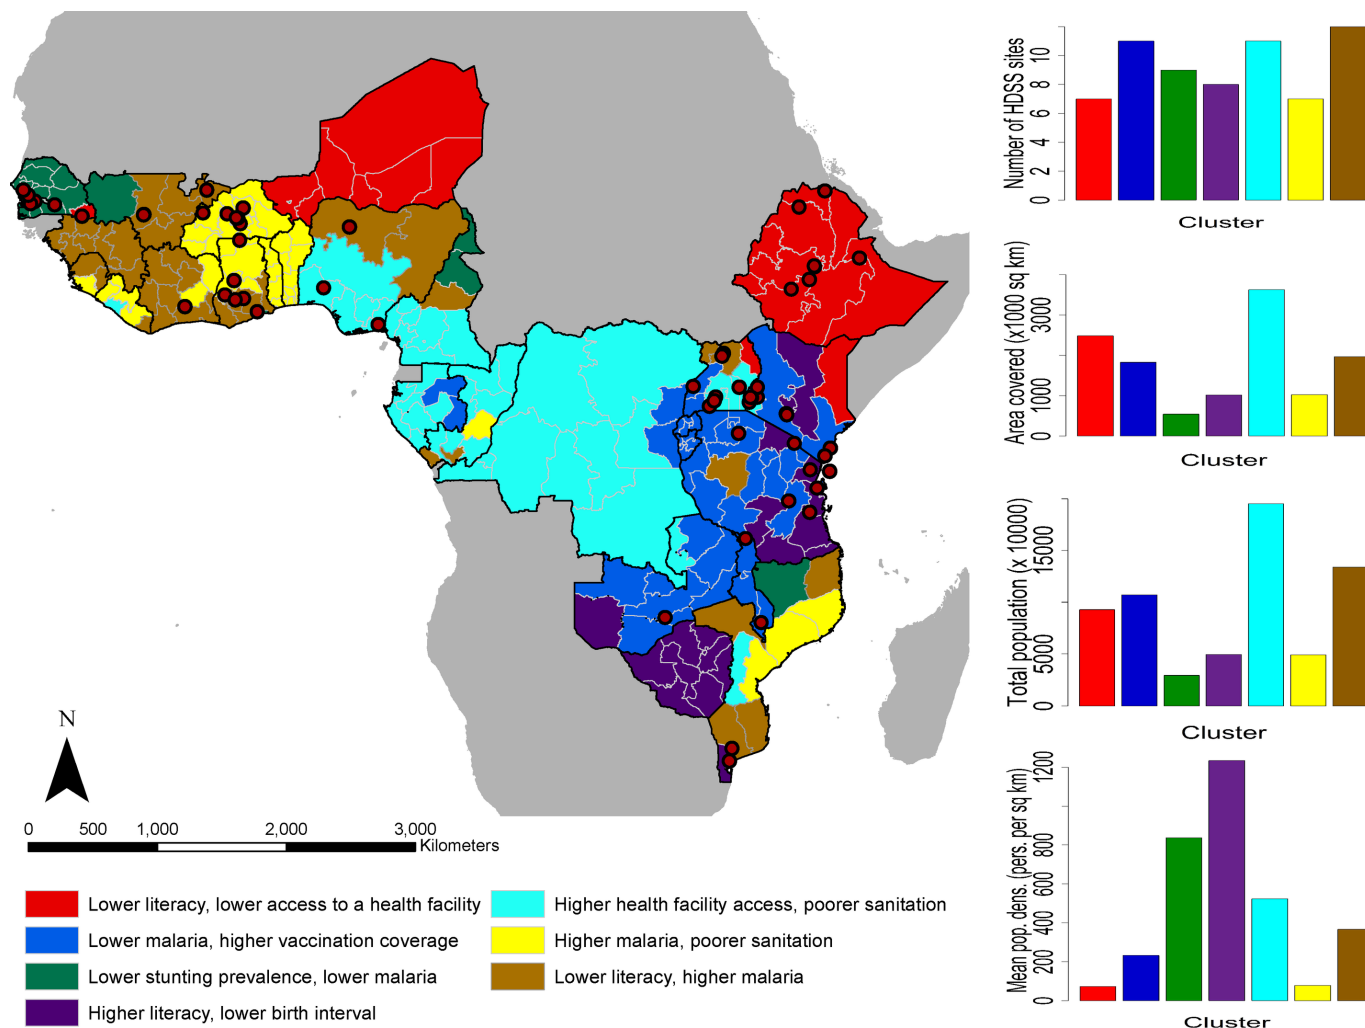 N
0 500 1,000 2,000 3,000
Kilometers
Lower literacy, lower access to a health facility
Lower malaria, higher vaccination coverage
Lower stunting prevalence, lower malaria
Higher literacy, lower birth interval
Higher health facility access, poorer sanitation
Higher malaria, poorer sanitation
Lower literacy, higher malaria
Number of HDSS sites
0 2 4 6 8 10
Cluster
Area covered (x1000 sq km)
0 1000 3000
Cluster
Total population (x 10000)
0 5000 15000
Cluster
Mean pop. dens. (pers. per sq km)
0 200 400 600 800 1200
Cluster